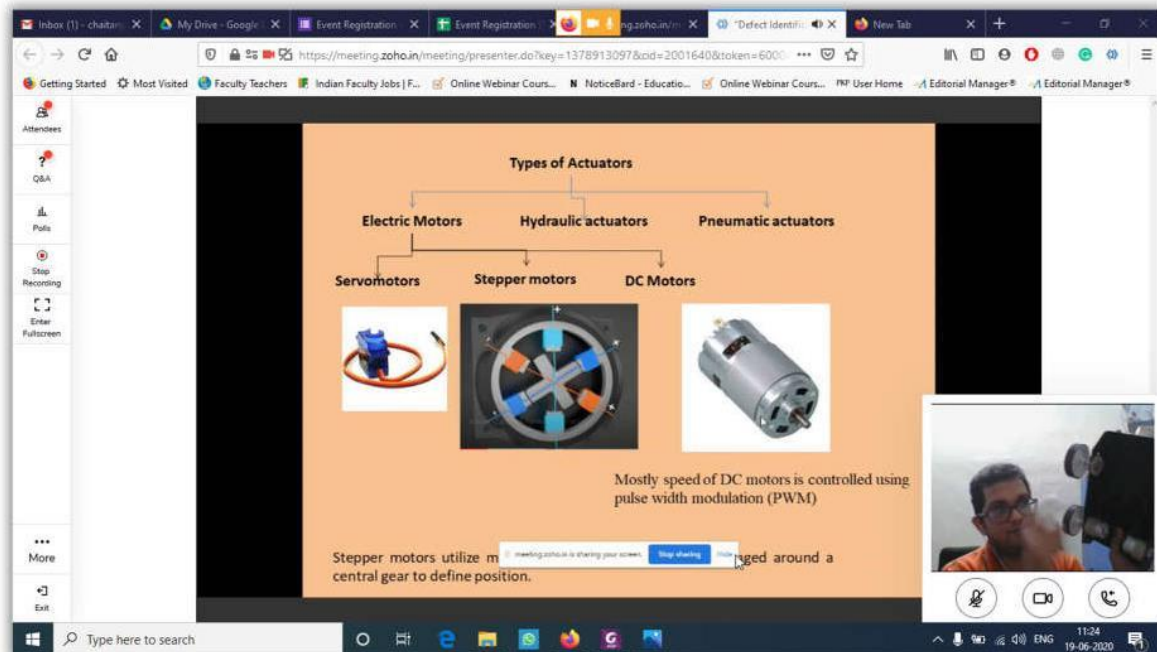 Inbox (1) - chaitan
My Drive - Google
Event Registration
Event Registration
ng.zoho.in/m
"Defect Identific
New Tab
https://meeting.zoho.in/meeting/presenter.do?key=1378913097&cid=2001640&token=6000
Getting Started
Most Visited
Faculty Teachers
Indian Faculty Jobs | F...
Online Webinar Cours...
NoticeBard - Educatio...
Online Webinar Cours...
PKP User Home
Editorial Manager®
Editorial Manager®
Attendees
Q&A
Polls
Stop
Recording
Enter
Fullscreen
More
Exit
Types of Actuators
Electric Motors
Hydraulic actuators
Pneumatic actuators
Servomotors
Stepper motors
DC Motors
Mostly speed of DC motors is controlled using
pulse width modulation (PWM)
Stepper motors utilize m
meeting.zoho.in is sharing your screen.
Stop sharing
Hide
ged around a
central gear to define position.
Type here to search
ENG
11:24
19-06-2020